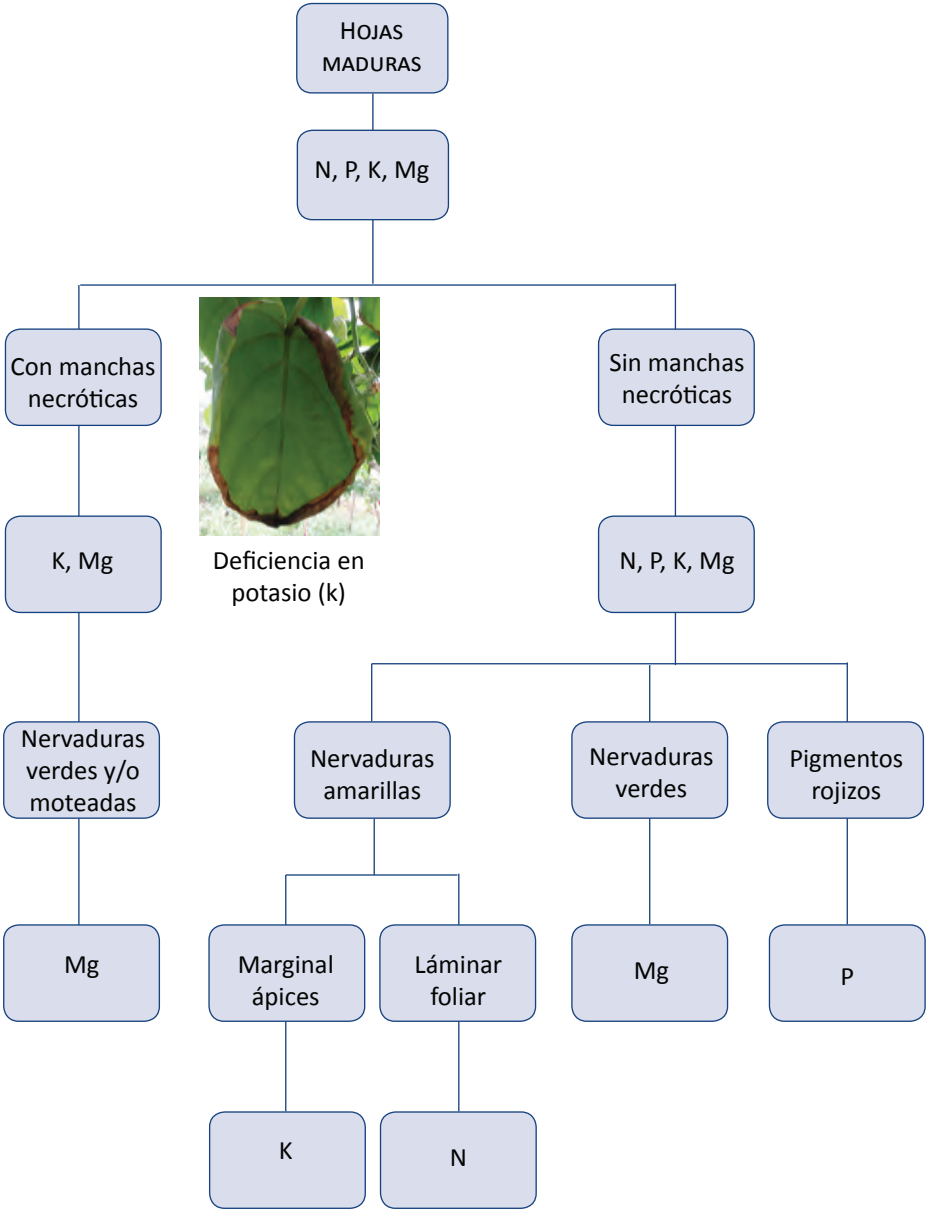 HOJAS
MADURAS
N, P, K, Mg
Con manchas
necróticas
Sin manchas
necróticas
K, Mg
Deficiencia en
potasio (k)
N, P, K, Mg
Nervaduras
verdes y/o
moteadas
Nervaduras
amarillas
Nervaduras
verdes
Pigmentos
rojizos
Mg
Marginal
ápices
Láminar
foliar
Mg
P
K
N